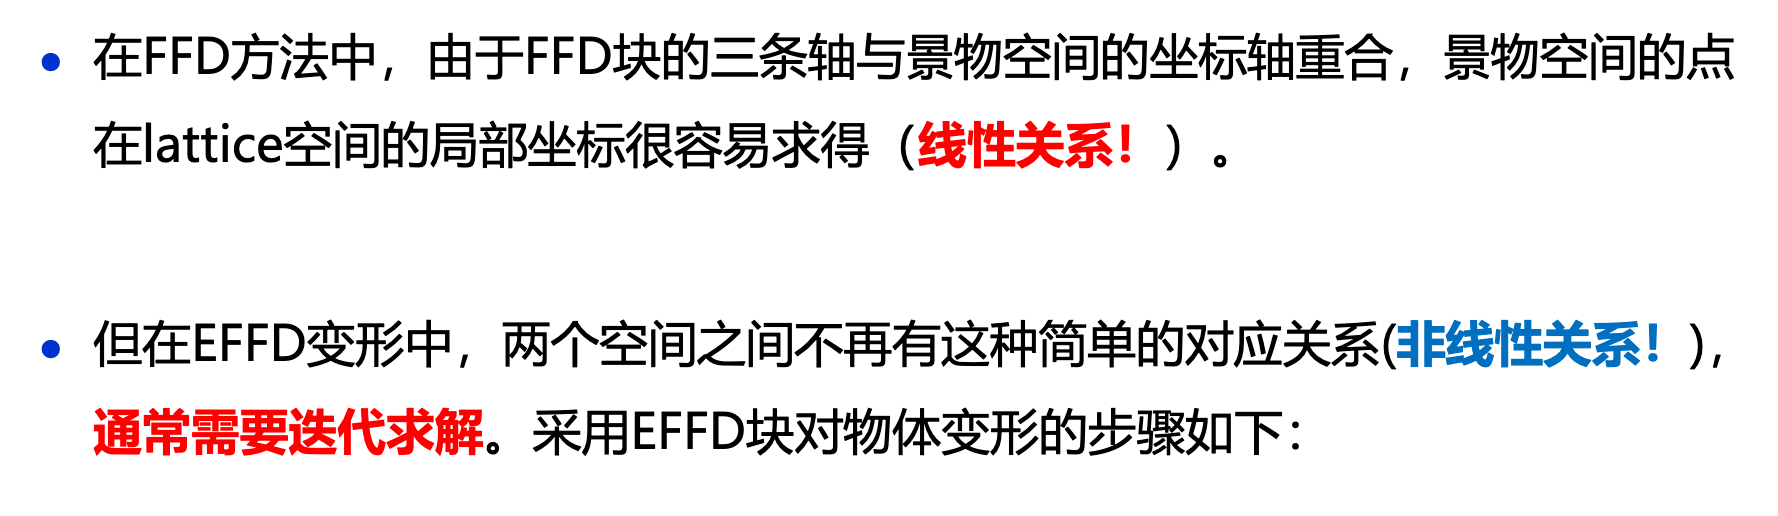 • 在FFD方法中，由于FFD块的三条轴与景物空间的坐标轴重合，景物空间的点
在lattice空间的局部坐标很容易求得（线性关系！）。
• 但在EFFD变形中，两个空间之间不再有这种简单的对应关系(非线性关系！),
通常需要迭代求解。采用EFFD块对物体变形的步骤如下：